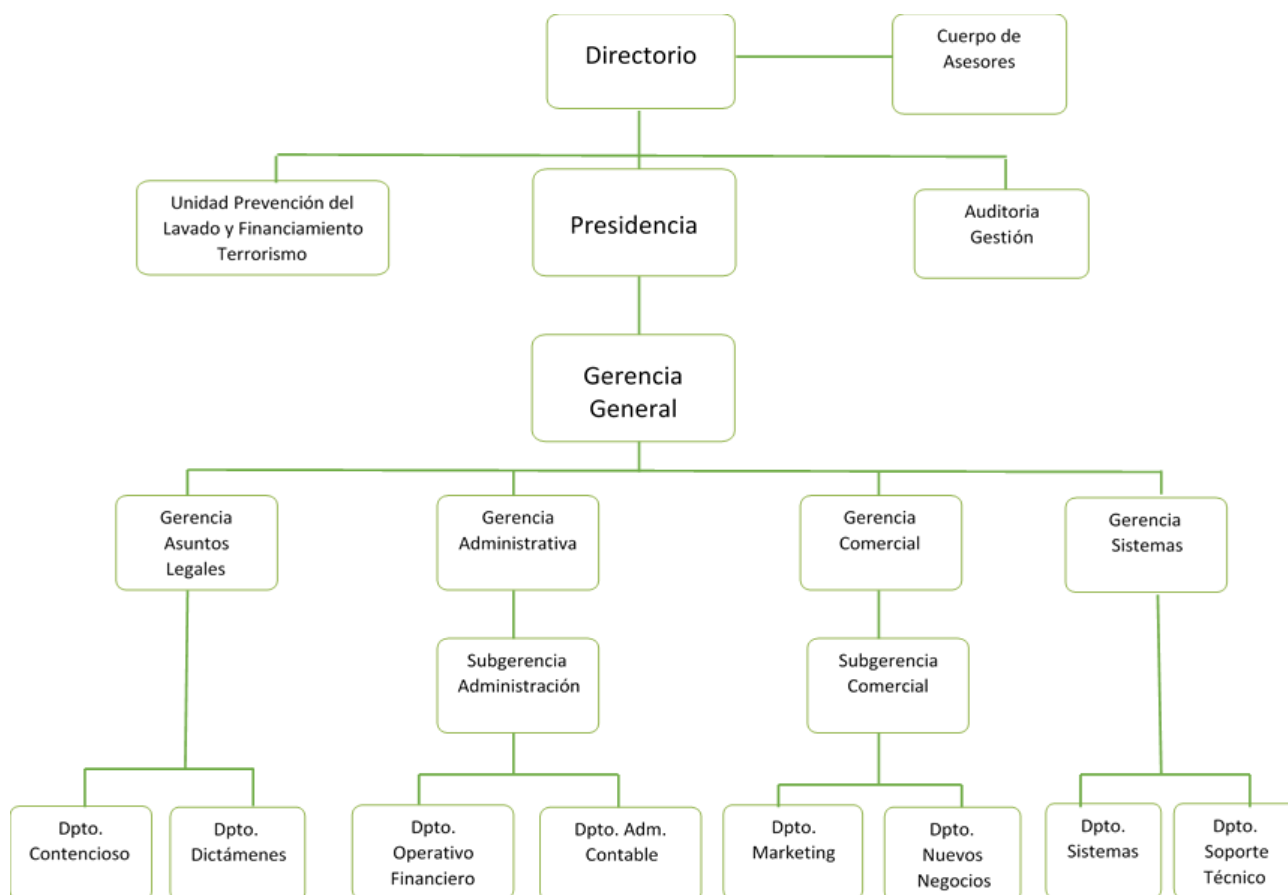 Directorio
Cuerpo de
Asesores
Unidad Prevención del
Lavado y Financiamiento
Terrorismo
Presidencia
Auditoria
Gestión
Gerencia
General
Gerencia
Asuntos
Legales
Gerencia
Administrativa
Gerencia
Comercial
Gerencia
Sistemas
Subgerencia
Administración
Subgerencia
Comercial
Dpto.
Contencioso
Dpto.
Dictámenes
Dpto.
Operativo
Financiero
Dpto. Adm.
Contable
Dpto.
Marketing
Dpto.
Nuevos
Negocios
Dpto.
Sistemas
Dpto.
Soporte
Técnico